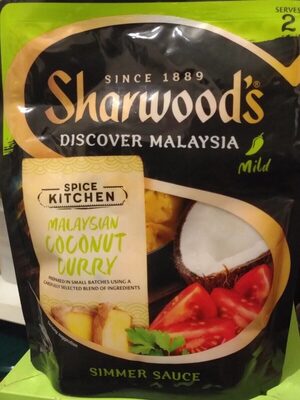 SERVES
2
SINCE 1889
Sharwood's®
DISCOVER MALAYSIA
Mild
SPICE
KITCHEN
MALAYSIAN
COCONUT
CURRY
PREPARED IN SMALL BATCHES USING A
CAREFULLY SELECTED BLEND OF INGREDIENTS
SIMMER SAUCE